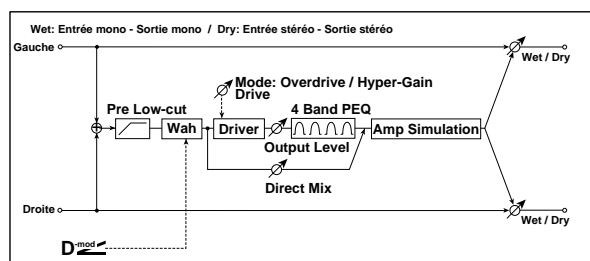 Wet: Entrée mono - Sortie mono / Dry: Entrée stéréo - Sortie stéréo
Gauche
Wet / Dry
Mode: Overdrive / Hyper-Gain
Drive
Pre Low-cut
4 Band PEQ
Wah
Driver
Amp Simulation
Output Level
Direct Mix
Droite
Wet / Dry
D-mod